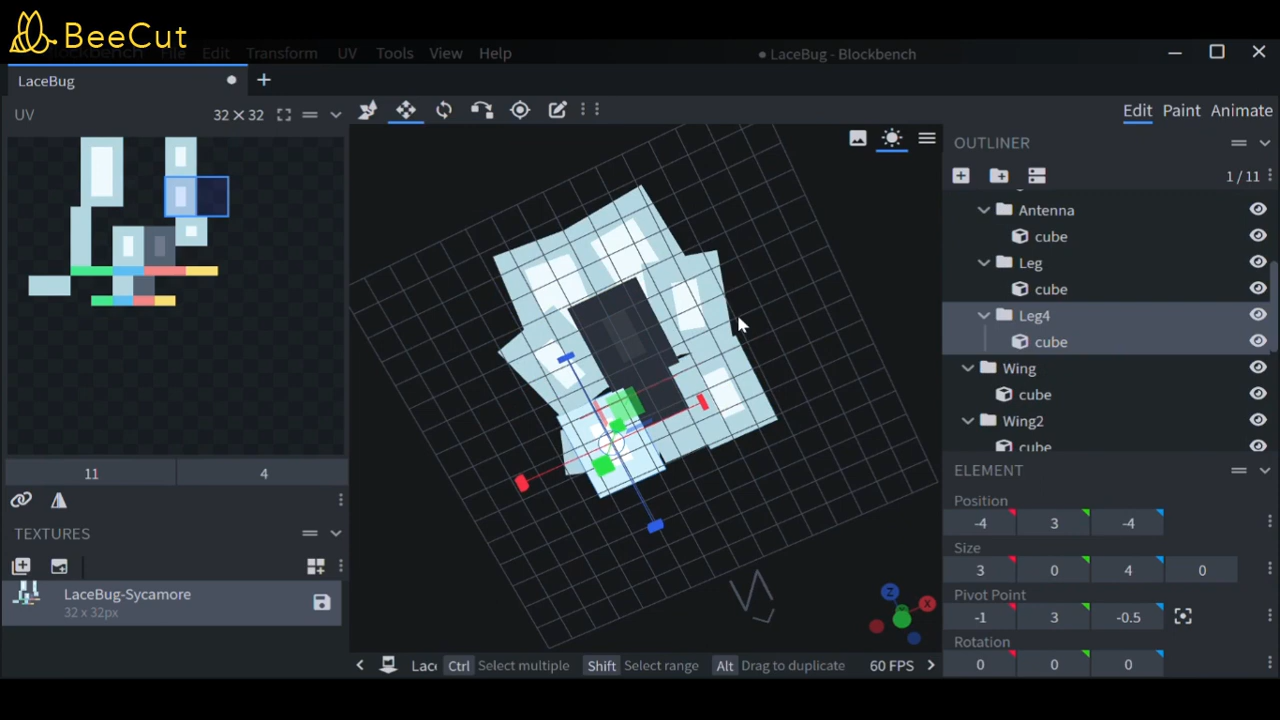 BeeCut
File Edit Transform UV Tools View Help
● LaceBug - Blockbench
LaceBug
UV
32 × 32
Edit Paint Animate
OUTLINER
1 / 11
Antenna
cube
Leg
cube
Leg4
cube
Wing
cube
Wing2
cube
ELEMENT
Position
-4 3 -4
Size
3 0 4 0
Pivot Point
-1 3 -0.5
Rotation
0 0 0
11 4
TEXTURES
LaceBug-Sycamore
32 x 32px
Z
X
Lace Ctrl Select multiple Shift Select range Alt Drag to duplicate 60 FPS